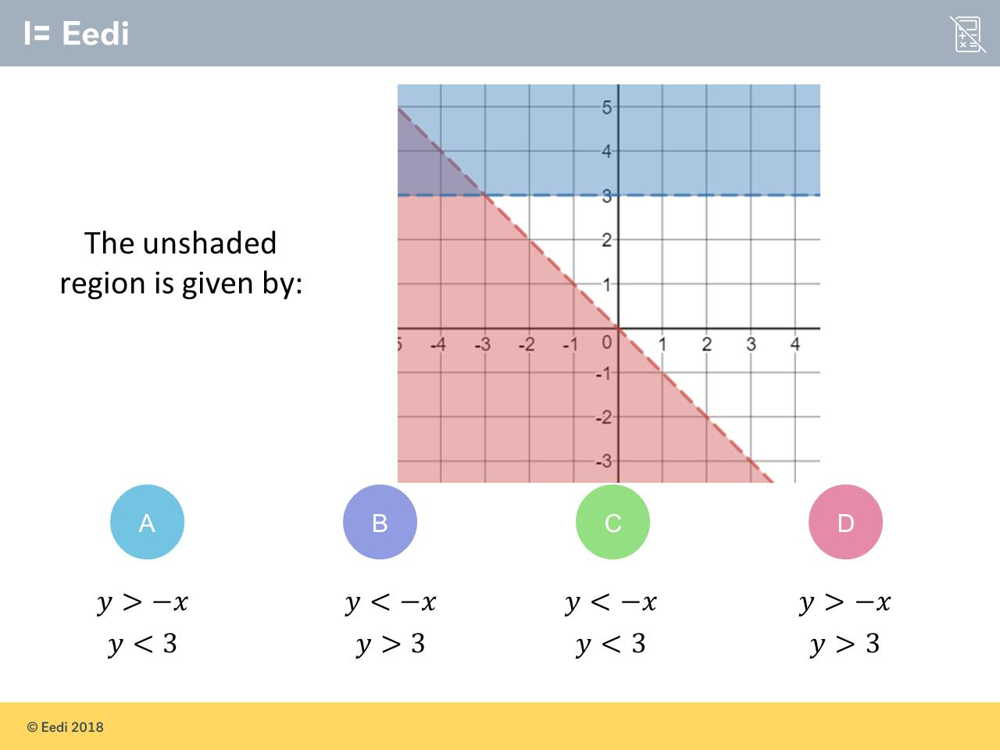 Eedi
The unshaded
region is given by:
5
4
3
2
1
5 -4 -3 -2 -1 0 1 2 3 4
-1
-2
-3
A B C D
y > −x y < −x y < −x y > −x
y < 3 y > 3 y < 3 y > 3
© Eedi 2018